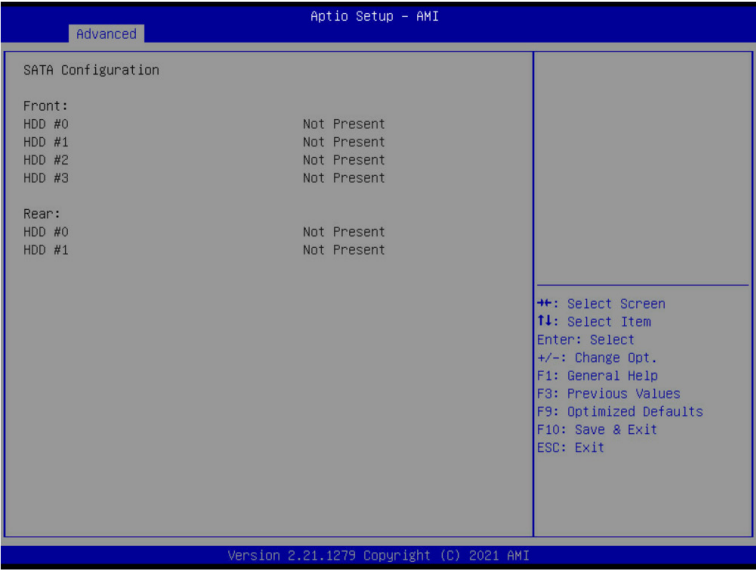 Aptio Setup – AMI
Advanced
SATA Configuration
Front:
HDD #0 Not Present
HDD #1 Not Present
HDD #2 Not Present
HDD #3 Not Present
Rear:
HDD #0 Not Present
HDD #1 Not Present
→←: Select Screen
↑↓: Select Item
Enter: Select
+/-: Change Opt.
F1: General Help
F3: Previous Values
F9: Optimized Defaults
F10: Save & Exit
ESC: Exit
Version 2.21.1279 Copyright (C) 2021 AMI